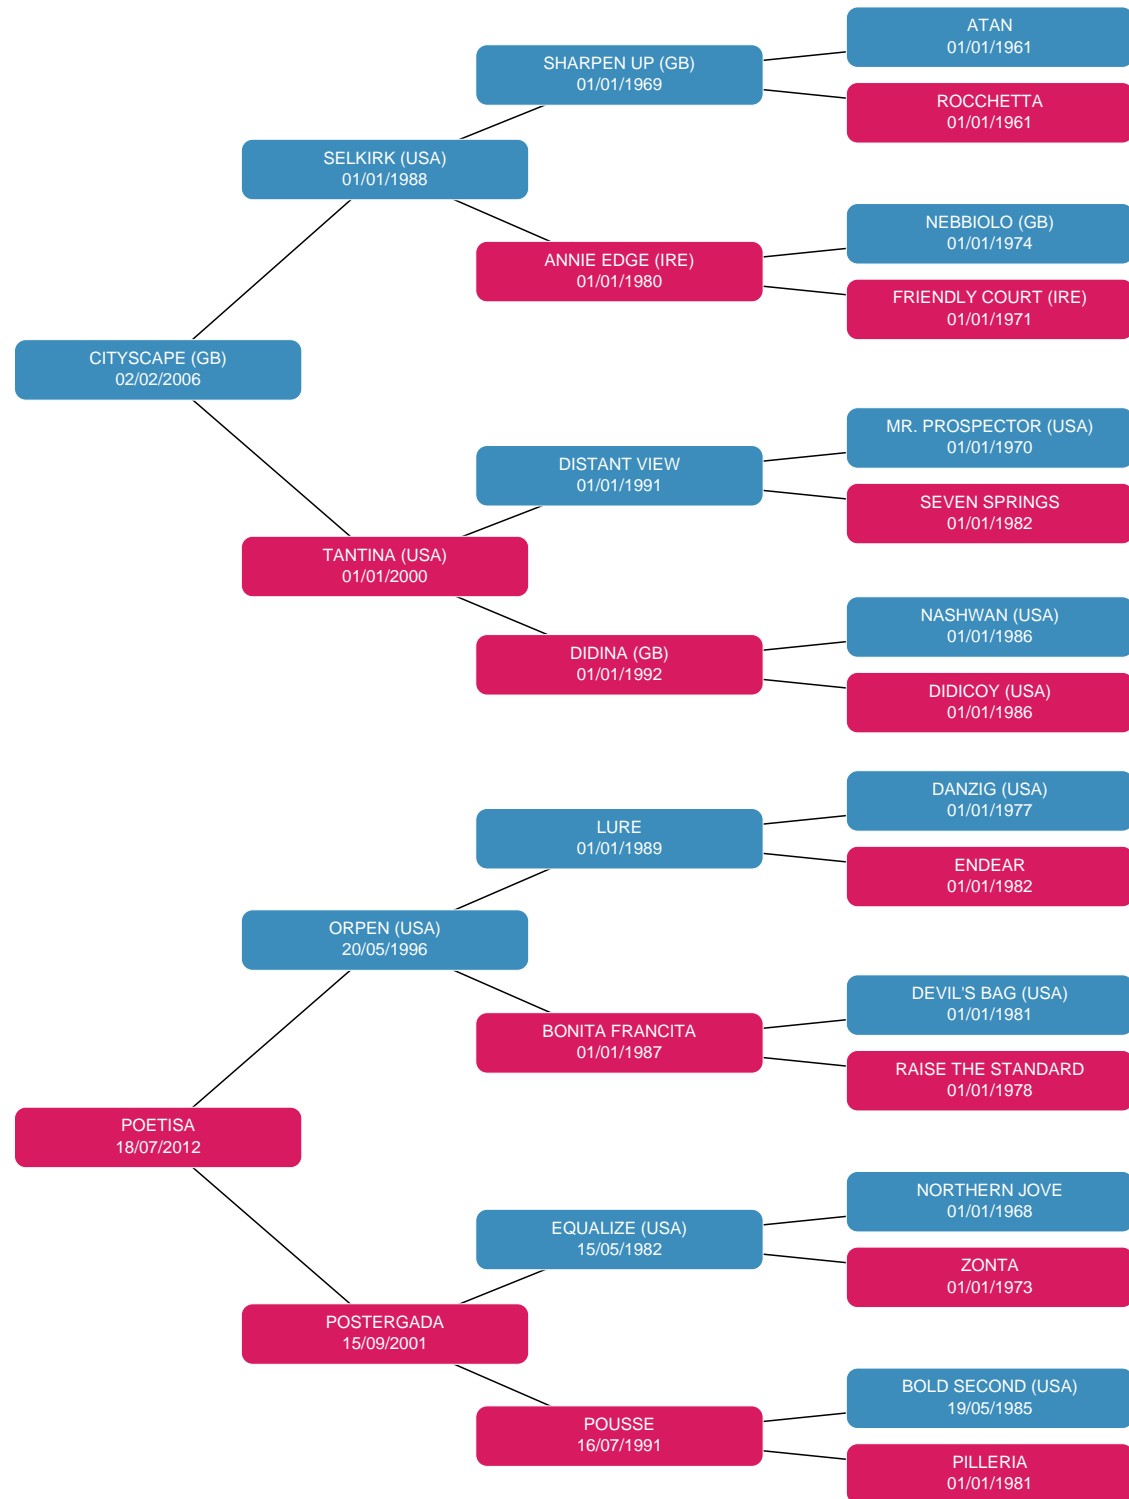 ATAN
01/01/1961
SHARPEN UP (GB)
01/01/1969
ROCCHETTA
01/01/1961
SELKIRK (USA)
01/01/1988
NEBBIOLO (GB)
01/01/1974
ANNIE EDGE (IRE)
01/01/1980
FRIENDLY COURT (IRE)
01/01/1971
CITYSCAPE (GB)
02/02/2006
MR. PROSPECTOR (USA)
01/01/1970
DISTANT VIEW
01/01/1991
SEVEN SPRINGS
01/01/1982
TANTINA (USA)
01/01/2000
NASHWAN (USA)
01/01/1986
DIDINA (GB)
01/01/1992
DIDICOY (USA)
01/01/1986
DANZIG (USA)
01/01/1977
LURE
01/01/1989
ENDEAR
01/01/1982
ORPEN (USA)
20/05/1996
DEVIL'S BAG (USA)
01/01/1981
BONITA FRANCITA
01/01/1987
RAISE THE STANDARD
01/01/1978
POETISA
18/07/2012
NORTHERN JOVE
01/01/1968
EQUALIZE (USA)
15/05/1982
ZONTA
01/01/1973
POSTERGADA
15/09/2001
BOLD SECOND (USA)
19/05/1985
POUSSE
16/07/1991
PILLERIA
01/01/1981